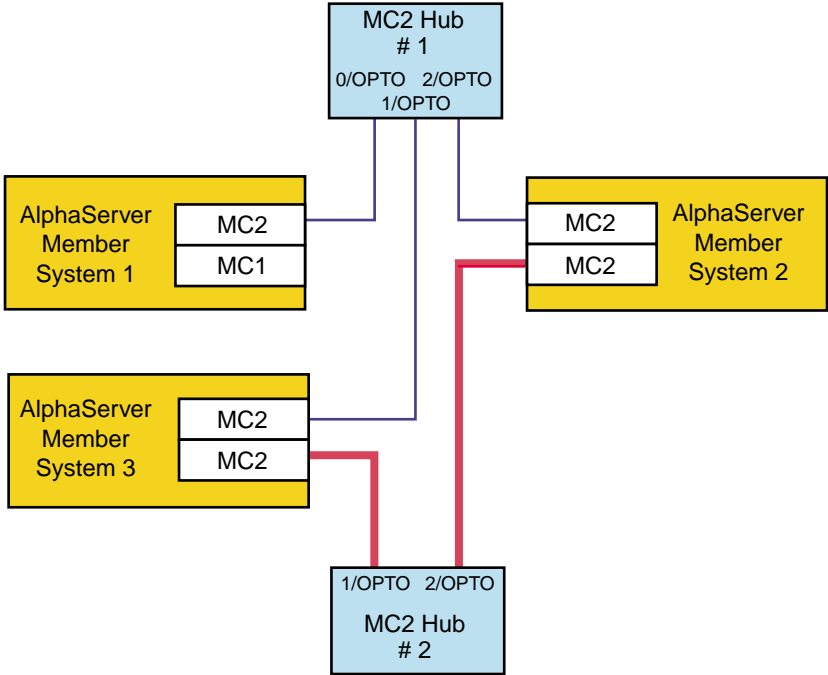 MC2 Hub
# 1
0/OPTO 2/OPTO
1/OPTO
AlphaServer
Member
System 1
MC2
MC1
MC2
MC2
AlphaServer
Member
System 2
AlphaServer
Member
System 3
MC2
MC2
1/OPTO 2/OPTO
MC2 Hub
# 2